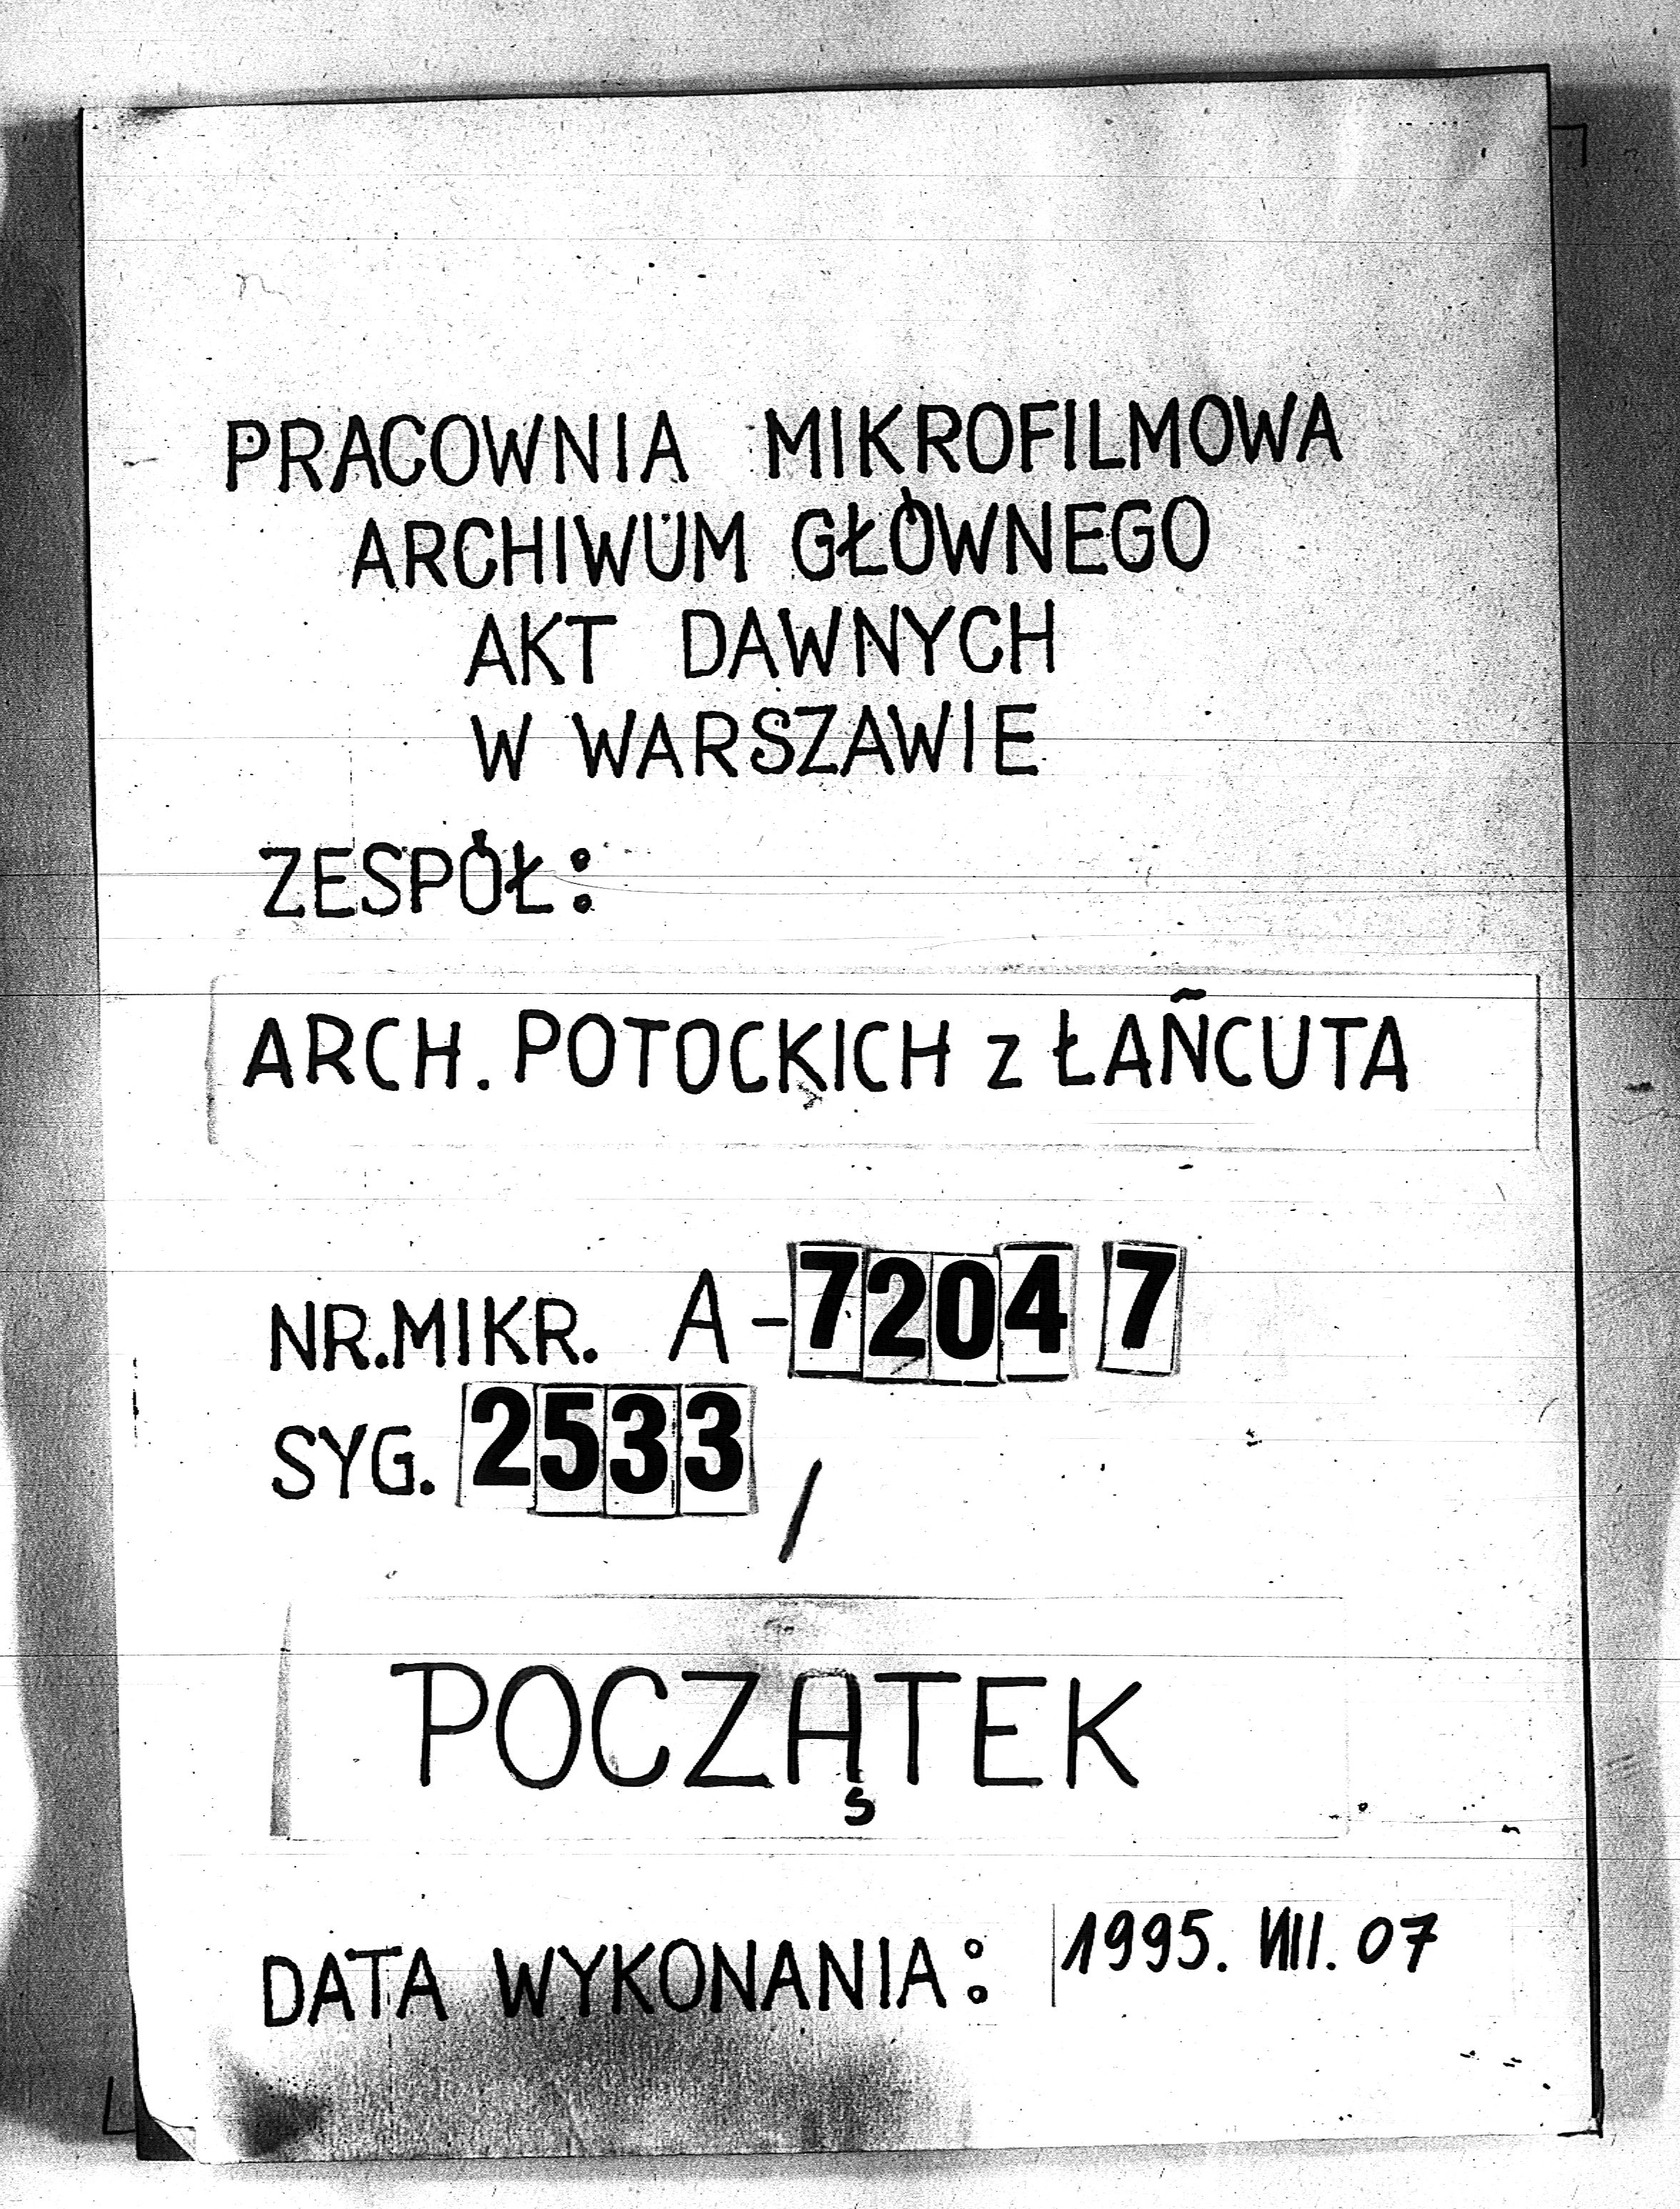 PRACOWNIA MIKROFILMOWA
ARCHIWUM GŁÓWNEGO
AKT DAWNYCH
W WARSZAWIE
ZESPÓŁ:
ARCH. POTOCKICH z ŁAŃCUTA
NR.MIKR. A-72047
SYG. 2533 /
POCZĄTEK
DATA WYKONANIA: 1995. VIII. 07